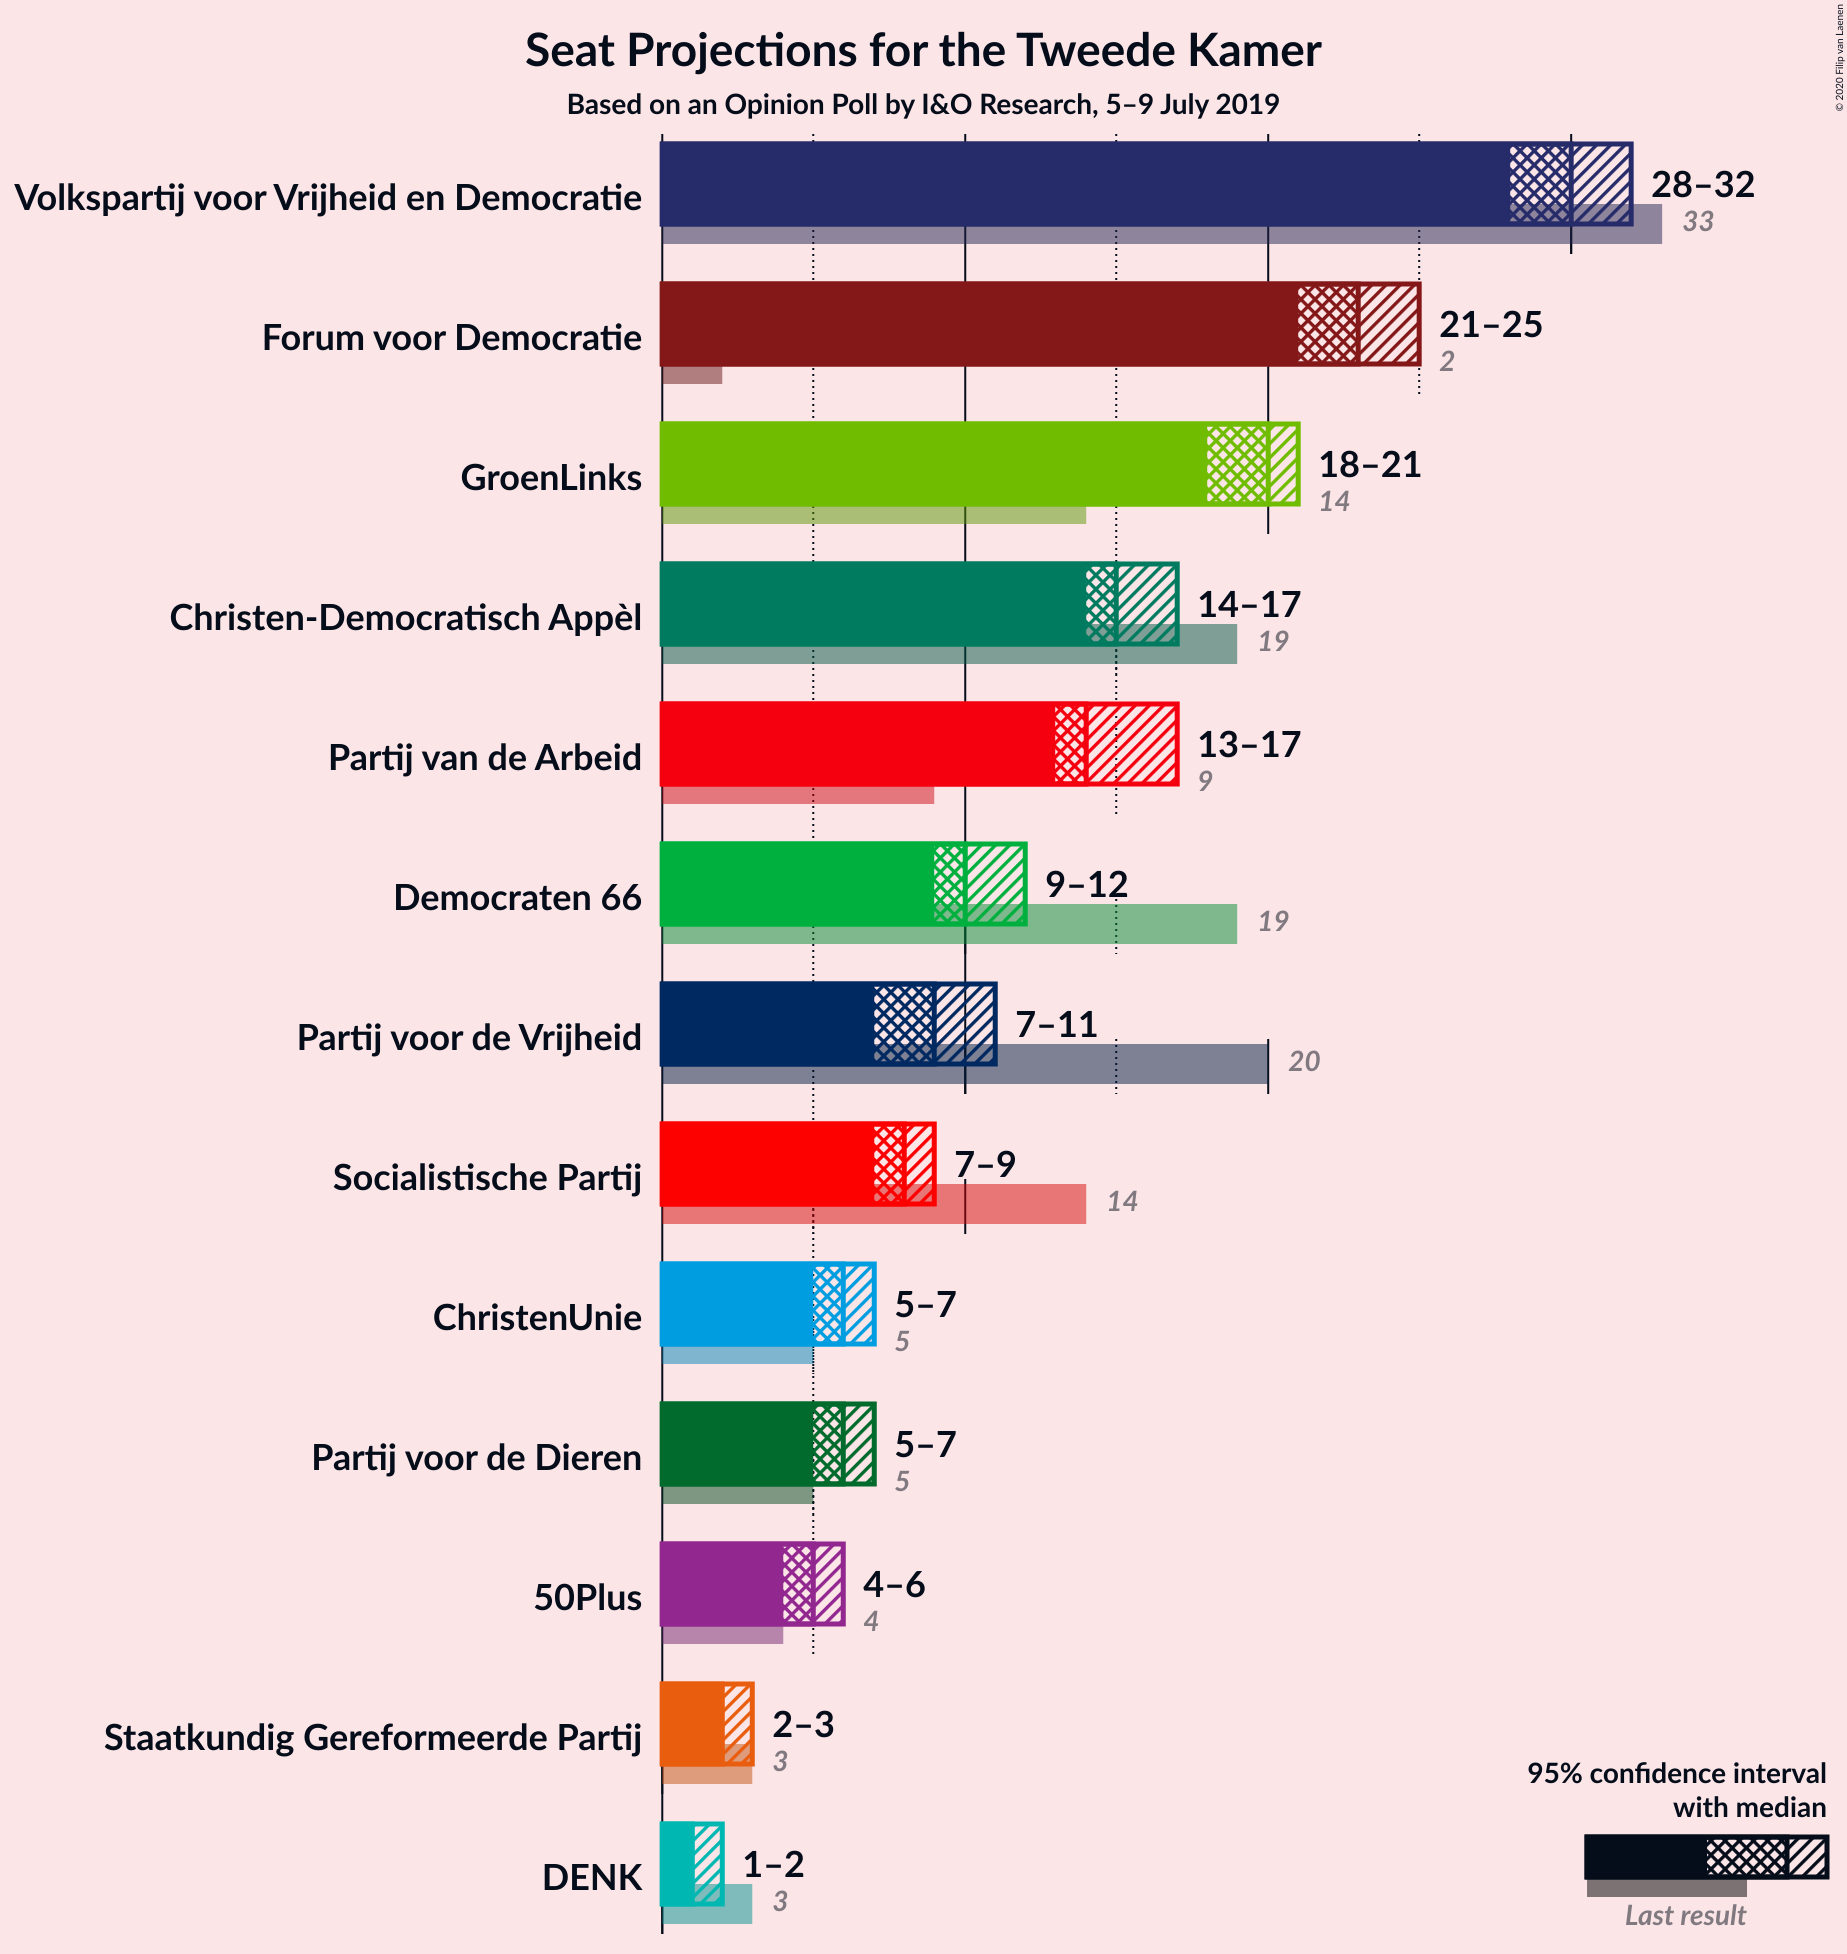 Seat Projections for the Tweede Kamer
Based on an Opinion Poll by I&O Research, 5–9 July 2019
© 2020 Filip van Laenen
Volkspartij voor Vrijheid en Democratie
28–32
33
Forum voor Democratie
21–25
2
GroenLinks
18–21
14
Christen-Democratisch Appèl
14–17
19
Partij van de Arbeid
13–17
9
Democraten 66
9–12
19
Partij voor de Vrijheid
7–11
20
Socialistische Partij
7–9
14
ChristenUnie
5–7
5
Partij voor de Dieren
5–7
5
50Plus
4–6
4
Staatkundig Gereformeerde Partij
2–3
3
DENK
1–2
3
95% confidence interval
with median
Last result